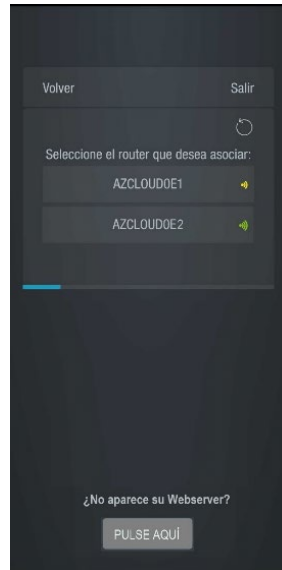 Volver
Salir
Seleccione el router que desea asociar:
AZCLOUD0E1
AZCLOUD0E2
¿No aparece su Webserver?
PULSE AQUÍ